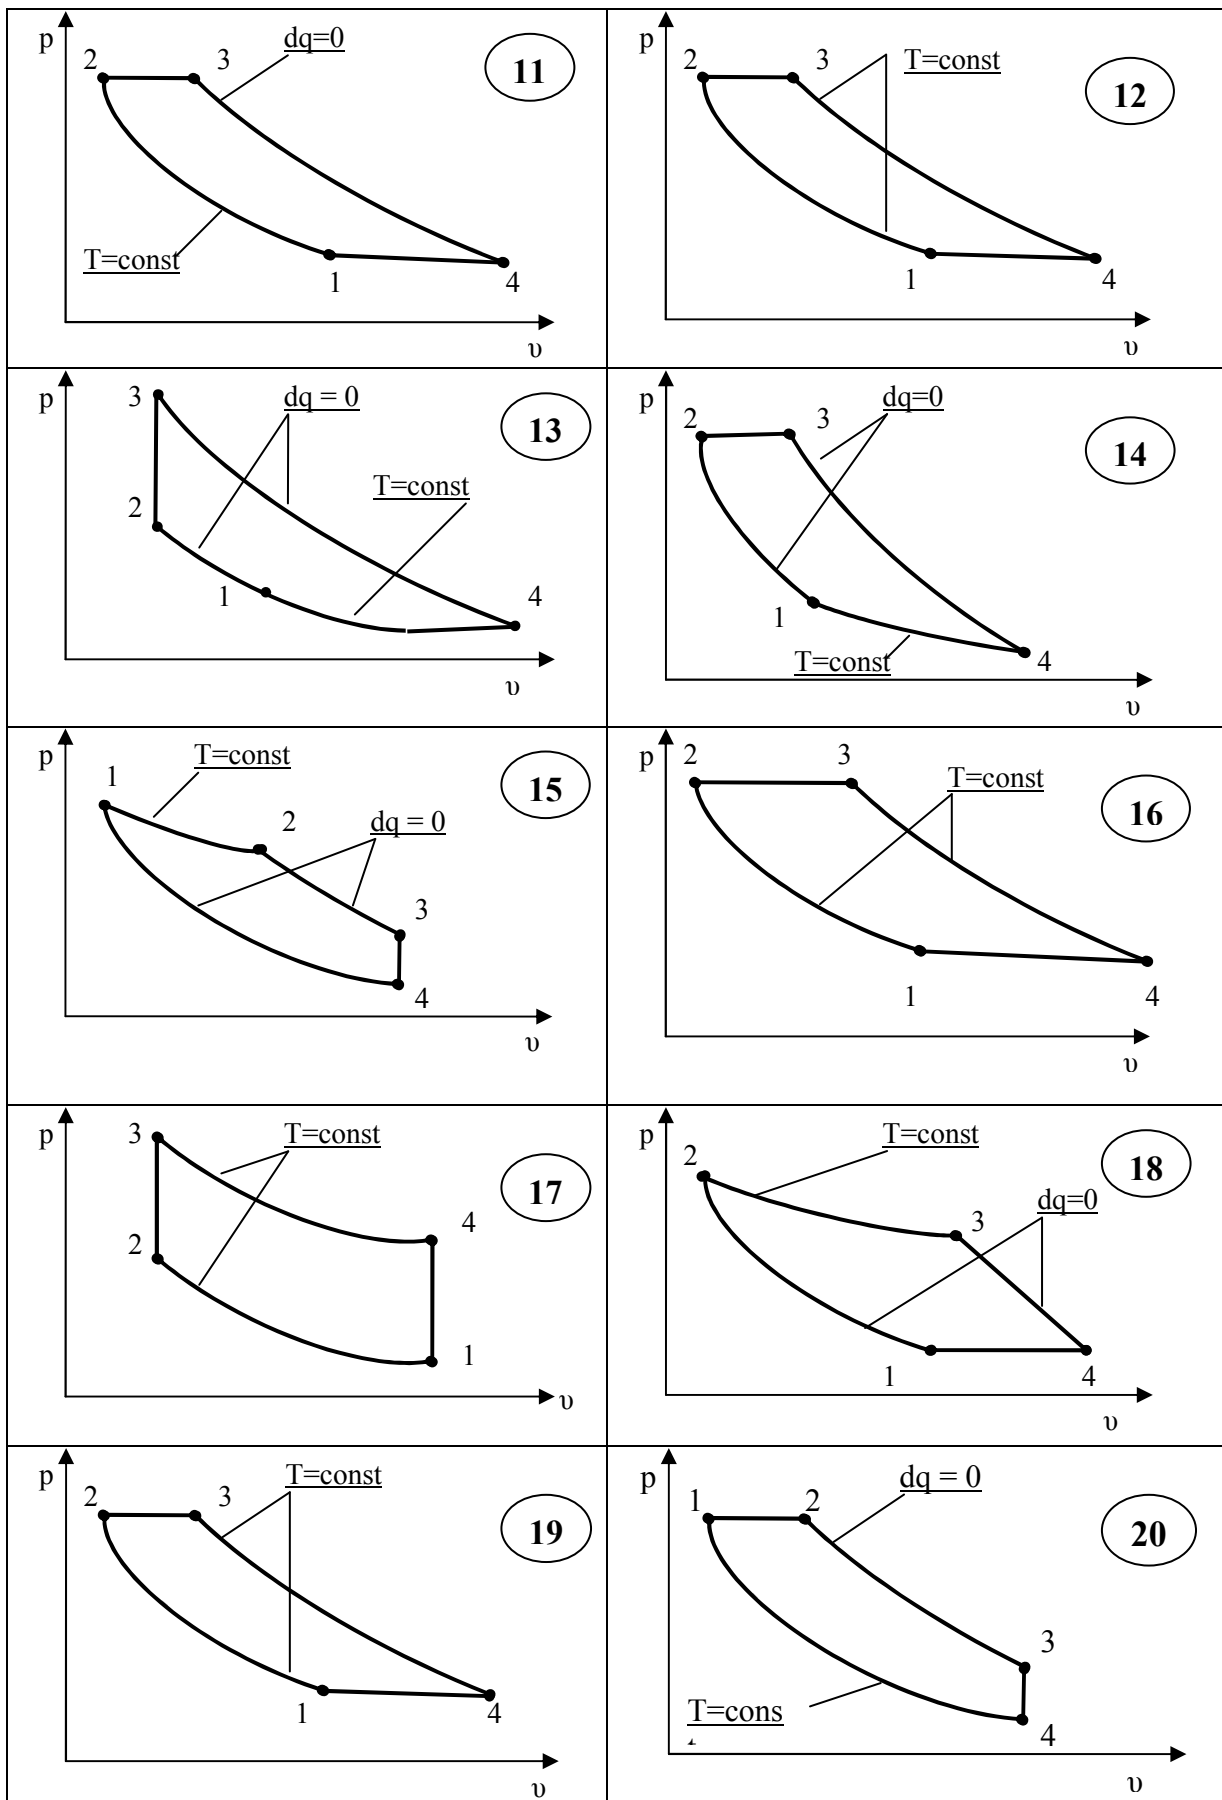 p
2
3
dq=0
11
T=const
1
4
υ
p
2
3
T=const
12
1
4
υ
p
3
dq = 0
13
T=const
2
1
4
υ
p
2
3
dq=0
14
1
T=const
4
υ
p
1
T=const
15
2
dq = 0
3
4
υ
p
2
3
T=const
16
1
4
υ
p
3
T=const
17
4
2
1
υ
p
2
T=const
18
dq=0
3
1
4
υ
p
2
3
T=const
19
1
4
υ
p
1
2
dq = 0
20
3
T=cons
4
υ